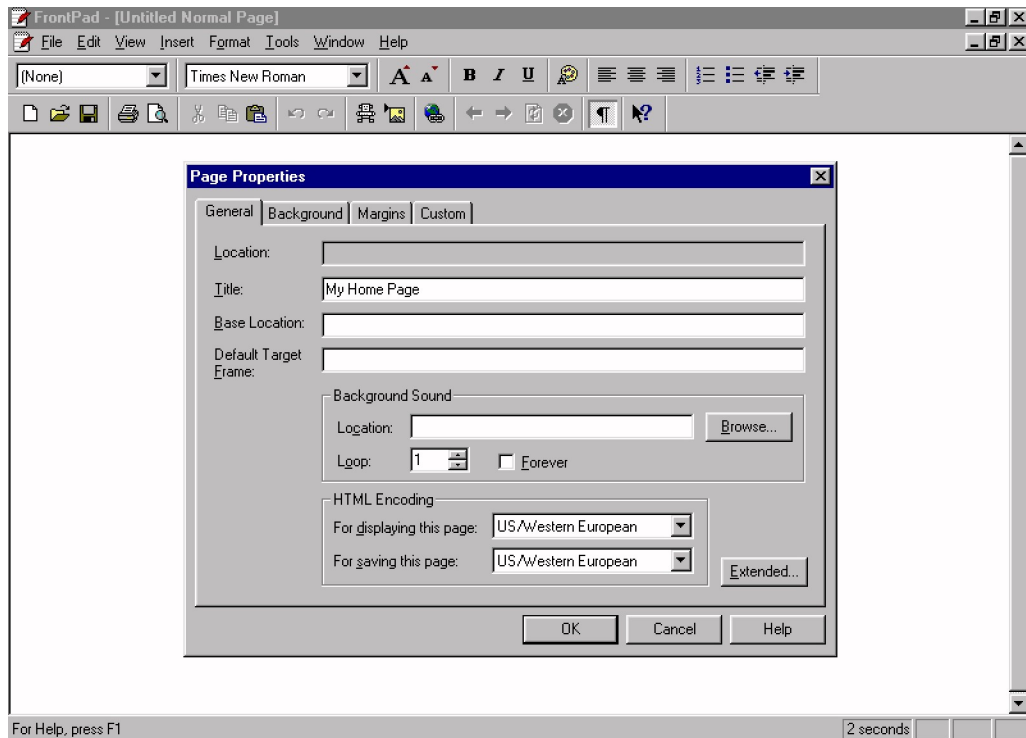 FrontPad - [Untitled Normal Page]
File Edit View Insert Format Tools Window Help
(None) Times New Roman A A B I U
Page Properties
General Background Margins Custom
Location:
Title: My Home Page
Base Location:
Default Target
Frame:
Background Sound
Location: Browse...
Loop: 1 Forever
HTML Encoding
For displaying this page: US/Western European
For saving this page: US/Western European
Extended...
OK Cancel Help
For Help, press F1 2 seconds